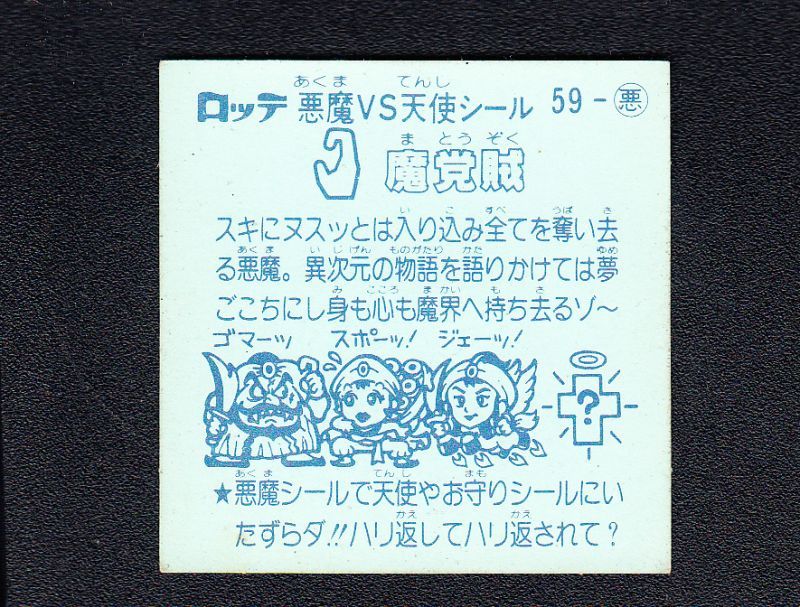 あくま てんし
ロッテ 悪魔VS天使シール 59-悪
ま とう ぞく
魔党賊
い こ すべ うば さ
スキにヌスッとは入り込み全てを奪い去
あくま いじげん ものがたり かた ゆめ
る悪魔。異次元の物語を語りかけては夢
み こころ まかい も さ
ごこちにし身も心も魔界へ持ち去るゾ〜
ゴマーッ スポーッ! ジェーッ!
?
あくま てんし まも
★悪魔シールで天使やお守りシールにい
かえ かえ
たずらダ!!ハリ返してハリ返されて?